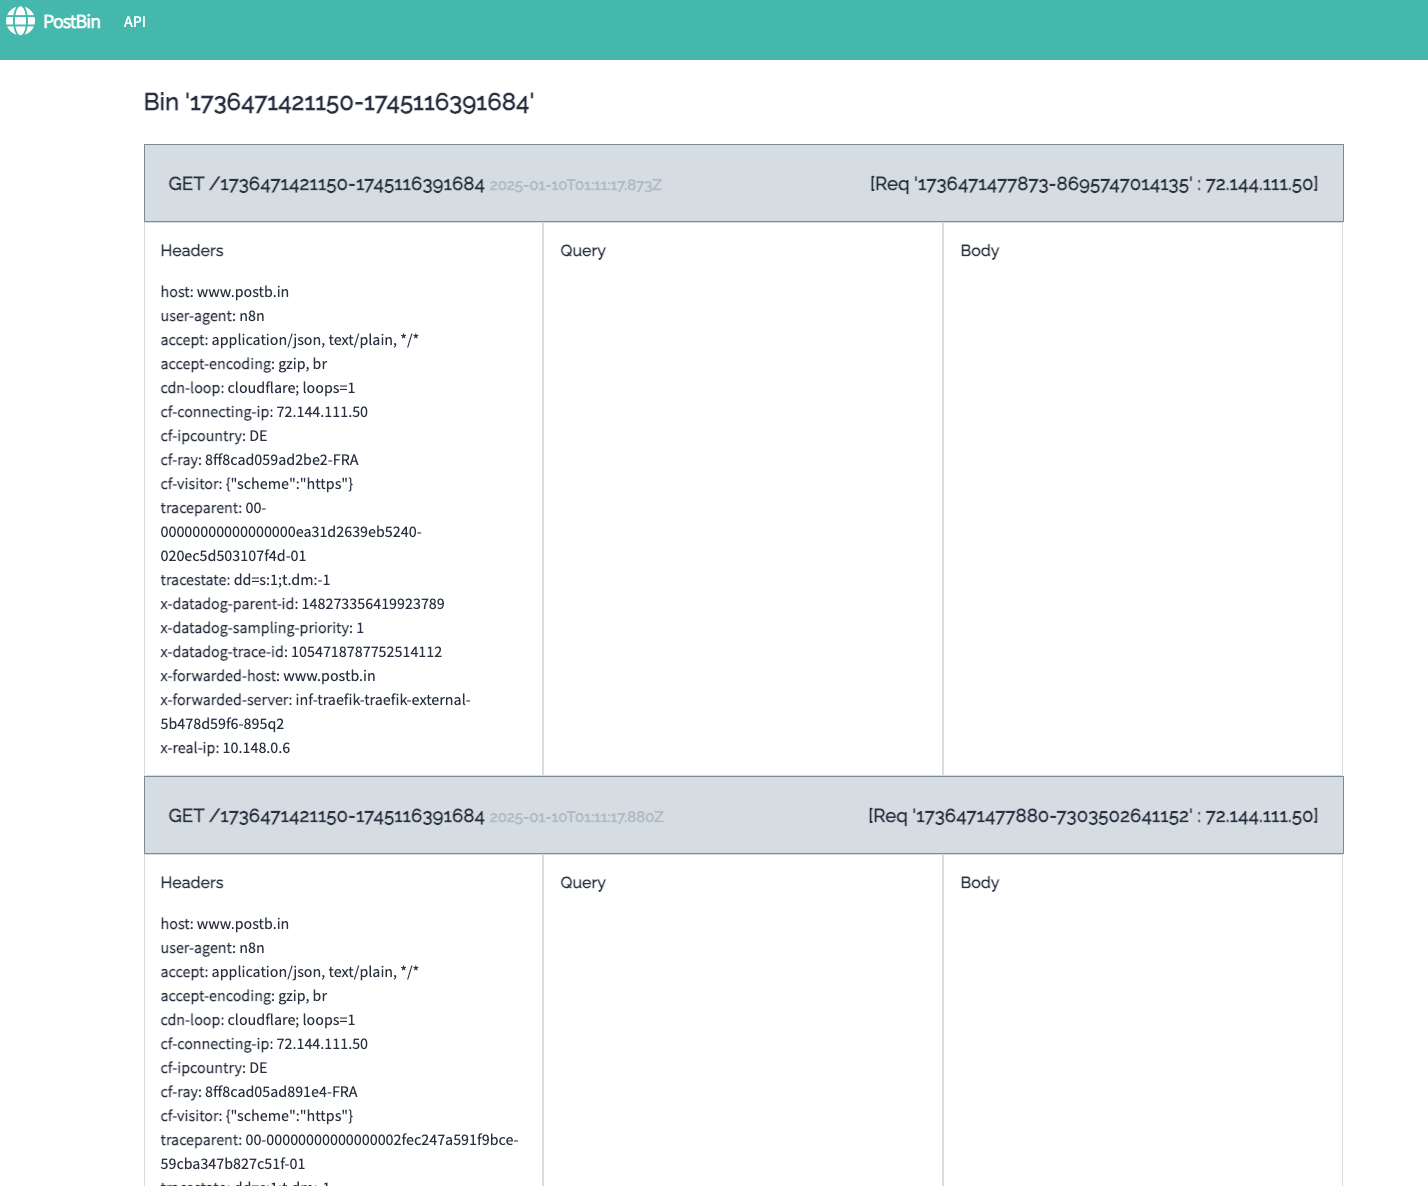 PostBin API
Bin '1736471421150-1745116391684'
GET /1736471421150-1745116391684 2025-01-10T01:11:17.873Z [Req '1736471477873-8695747014135' : 72.144.111.50]
Headers
host: www.postb.in
user-agent: n8n
accept: application/json, text/plain, */*
accept-encoding: gzip, br
cdn-loop: cloudflare; loops=1
cf-connecting-ip: 72.144.111.50
cf-ipcountry: DE
cf-ray: 8ff8cad059ad2be2-FRA
cf-visitor: {"scheme":"https"}
traceparent: 00-
00000000000000000ea31d2639eb5240-
020ec5d503107f4d-01
tracestate: dd=s:1;t.dm:-1
x-datadog-parent-id: 148273356419923789
x-datadog-sampling-priority: 1
x-datadog-trace-id: 1054718787752514112
x-forwarded-host: www.postb.in
x-forwarded-server: inf-traefik-traefik-external-
5b478d59f6-895q2
x-real-ip: 10.148.0.6
Query
Body
GET /1736471421150-1745116391684 2025-01-10T01:11:17.880Z [Req '1736471477880-7303502641152' : 72.144.111.50]
Headers
host: www.postb.in
user-agent: n8n
accept: application/json, text/plain, */*
accept-encoding: gzip, br
cdn-loop: cloudflare; loops=1
cf-connecting-ip: 72.144.111.50
cf-ipcountry: DE
cf-ray: 8ff8cad05ad891e4-FRA
cf-visitor: {"scheme":"https"}
traceparent: 00-00000000000000002fec247a591f9bce-
59cba347b827c51f-01
tracestate: dd=s:1;t.dm:-1
Query
Body